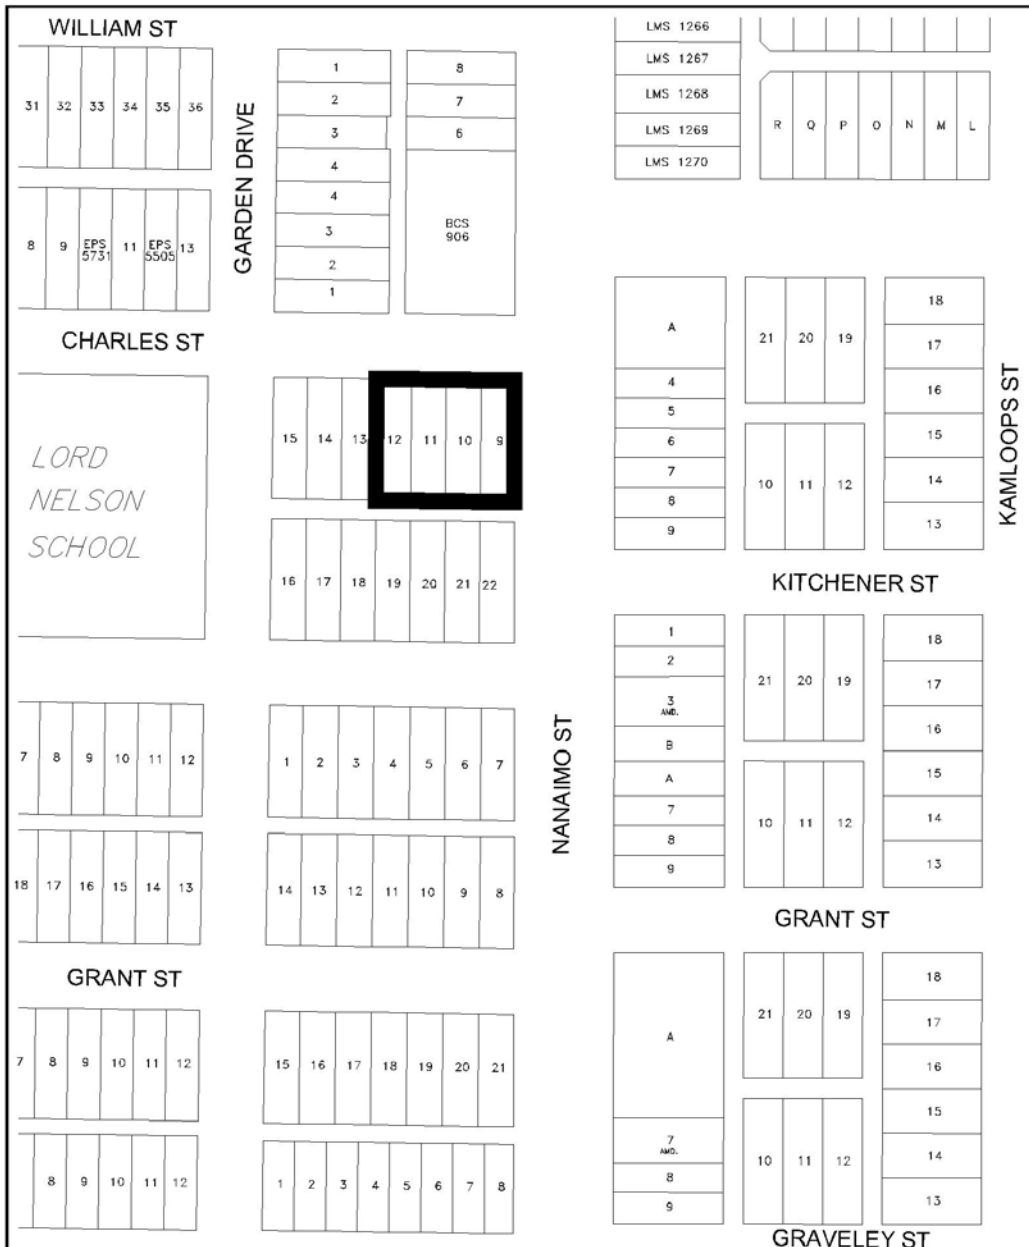 WILLIAM ST
31 32 33 34 35 36
8 9 EPS 5731 11 EPS 5505 13
GARDEN DRIVE
1
2
3
4
4
3
2
1
8
7
6
BCS
906
LMS 1266
LMS 1267
LMS 1268
LMS 1269
LMS 1270
R Q P O N M L
CHARLES ST
LORD
NELSON
SCHOOL
15 14 13 12 11 10 9
16 17 18 19 20 21 22
A
4
5
6
7
8
9
21 20 19
10 11 12
18
17
16
15
14
13
KAMLOOPS ST
KITCHENER ST
7 8 9 10 11 12
18 17 16 15 14 13
1 2 3 4 5 6 7
14 13 12 11 10 9 8
NANAIMO ST
1
2
3
AMD.
B
A
7
8
9
21 20 19
10 11 12
18
17
16
15
14
13
GRANT ST
GRANT ST
7 8 9 10 11 12
8 9 10 11 12
15 16 17 18 19 20 21
1 2 3 4 5 6 7 8
A
7
AMD.
8
9
21 20 19
10 11 12
18
17
16
15
14
13
GRAVELEY ST